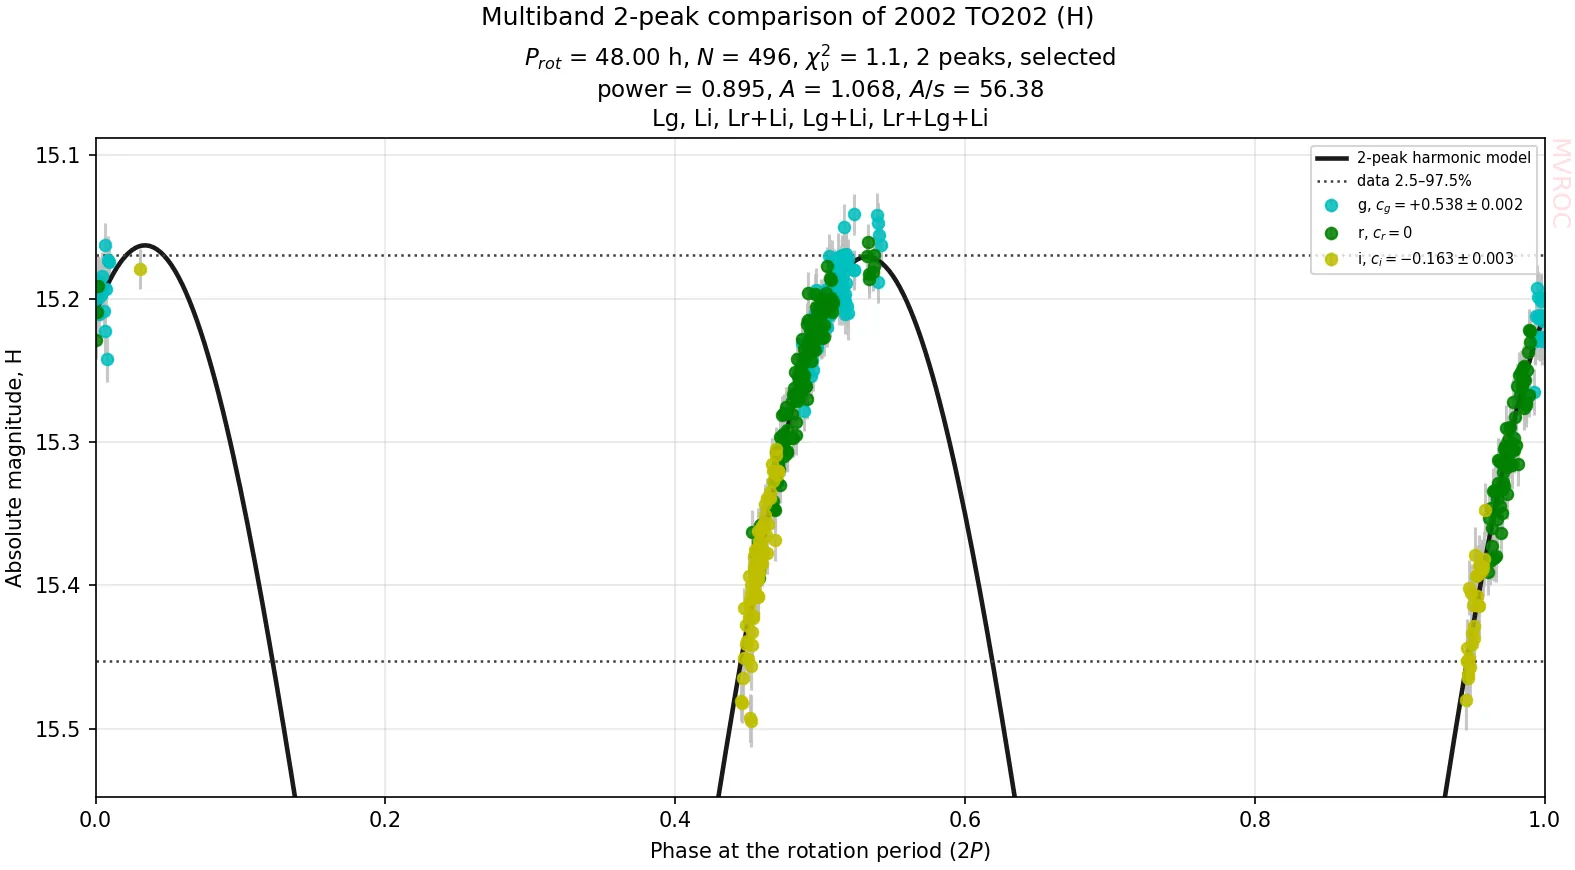 Multiband 2-peak comparison of 2002 TO202 (H)
P_rot = 48.00 h, N = 496, χ²_ν = 1.1, 2 peaks, selected
power = 0.895, A = 1.068, A/s = 56.38
Lg, Li, Lr+Li, Lg+Li, Lr+Lg+Li
2-peak harmonic model
data 2.5–97.5%
g, c_g = +0.538 ± 0.002
r, c_r = 0
i, c_i = −0.163 ± 0.003
MVROC
Absolute magnitude, H
15.1
15.2
15.3
15.4
15.5
0.0 0.2 0.4 0.6 0.8 1.0
Phase at the rotation period (2P)